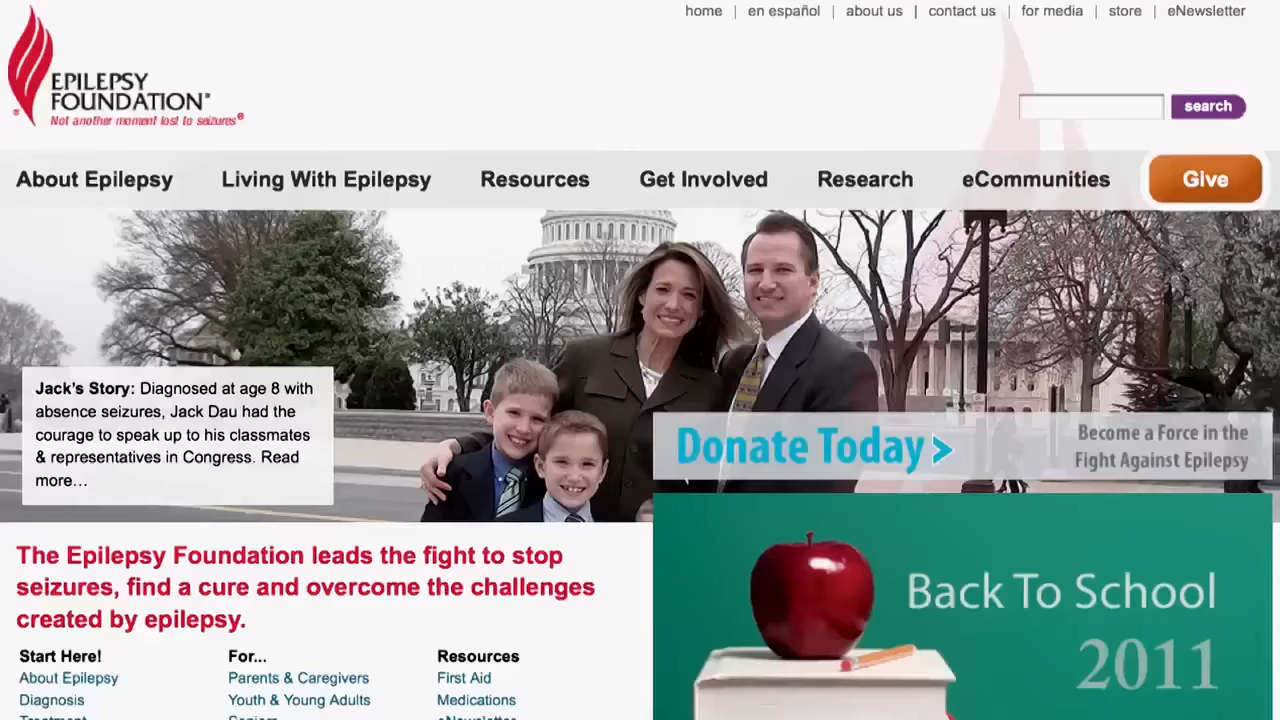 home | en español | about us | contact us | for media | store | eNewsletter
EPILEPSY
FOUNDATION®
Not another moment lost to seizures®
search
About Epilepsy
Living With Epilepsy
Resources
Get Involved
Research
eCommunities
Give
Jack's Story: Diagnosed at age 8 with
absence seizures, Jack Dau had the
courage to speak up to his classmates
& representatives in Congress. Read
more…
Donate Today >
Become a Force in the
Fight Against Epilepsy
The Epilepsy Foundation leads the fight to stop
seizures, find a cure and overcome the challenges
created by epilepsy.
Back To School
2011
Start Here!
About Epilepsy
Diagnosis
Treatment
For...
Parents & Caregivers
Youth & Young Adults
Seniors
Resources
First Aid
Medications
eNewsletter